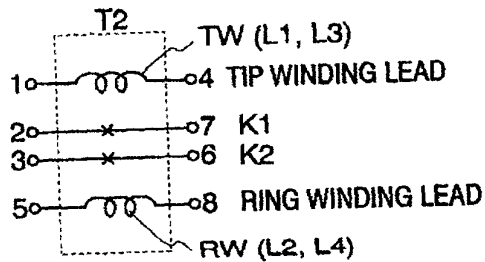 T2
TW (L1, L3)
1 4 TIP WINDING LEAD
2 7 K1
3 6 K2
5 8 RING WINDING LEAD
RW (L2, L4)